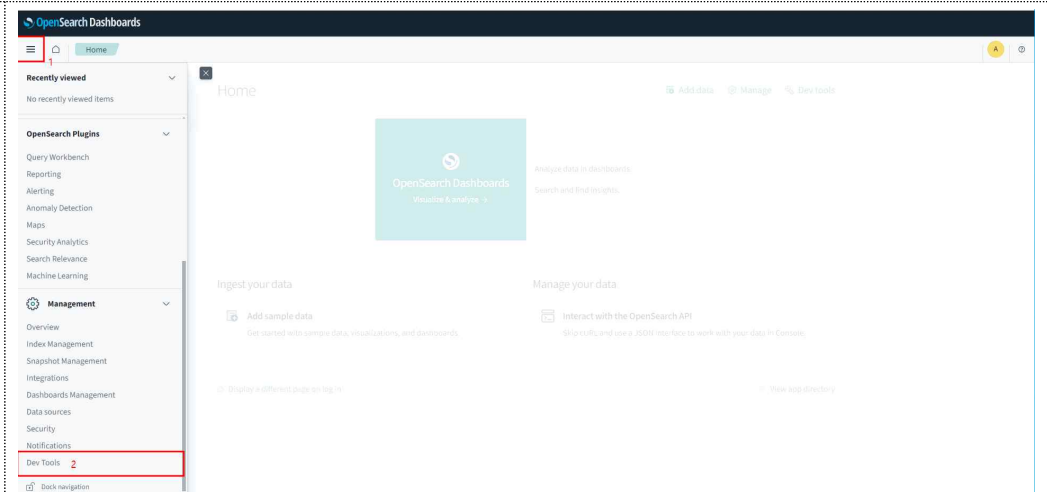 OpenSearch Dashboards
Home
A
1
Recently viewed
No recently viewed items
OpenSearch Plugins
Query Workbench
Reporting
Alerting
Anomaly Detection
Maps
Security Analytics
Search Relevance
Machine Learning
Management
Overview
Index Management
Snapshot Management
Integrations
Dashboards Management
Data sources
Security
Notifications
Dev Tools 2
Dock navigation
Home
Add data Manage Dev tools
OpenSearch Dashboards
Visualize & analyze
Analyze data in dashboards.
Search and find insights.
Ingest your data
Manage your data
Add sample data
Get started with sample data, visualizations, and dashboards.
Interact with the OpenSearch API
Skip cURL and use a JSON interface to work with your data in Console.
Display a different page on log in
View app directory